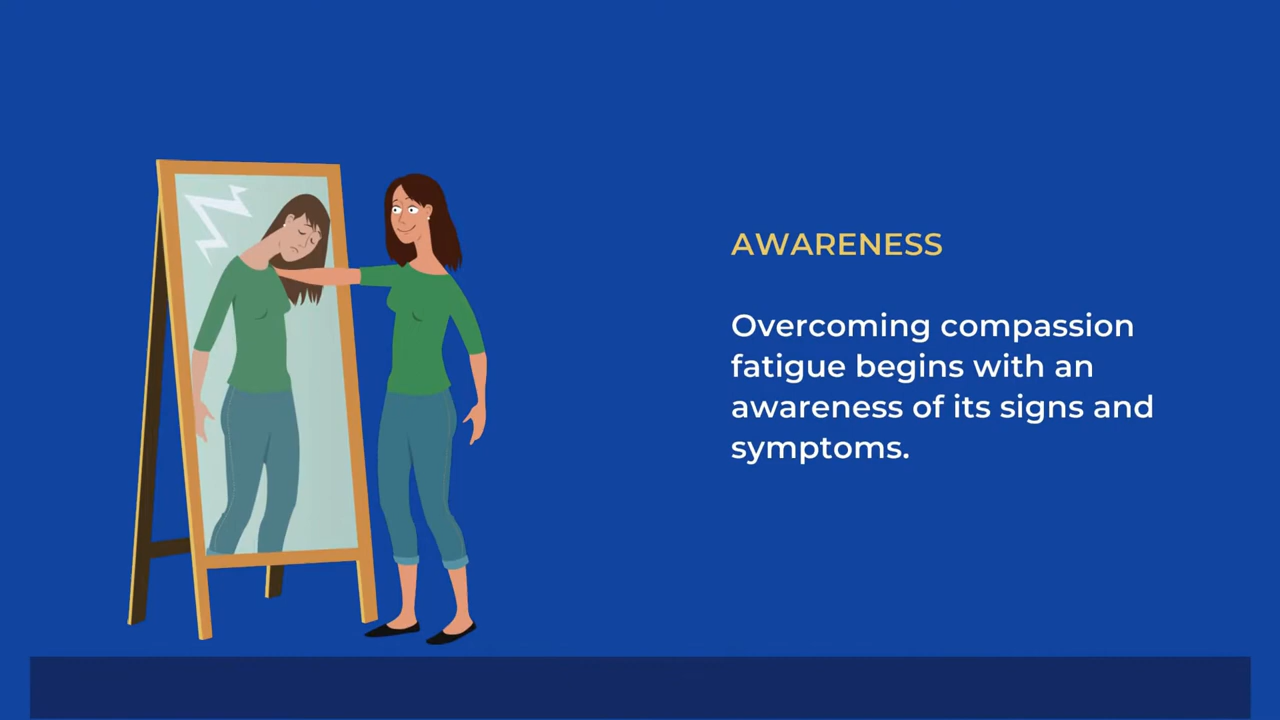 AWARENESS
Overcoming compassion
fatigue begins with an
awareness of its signs and
symptoms.